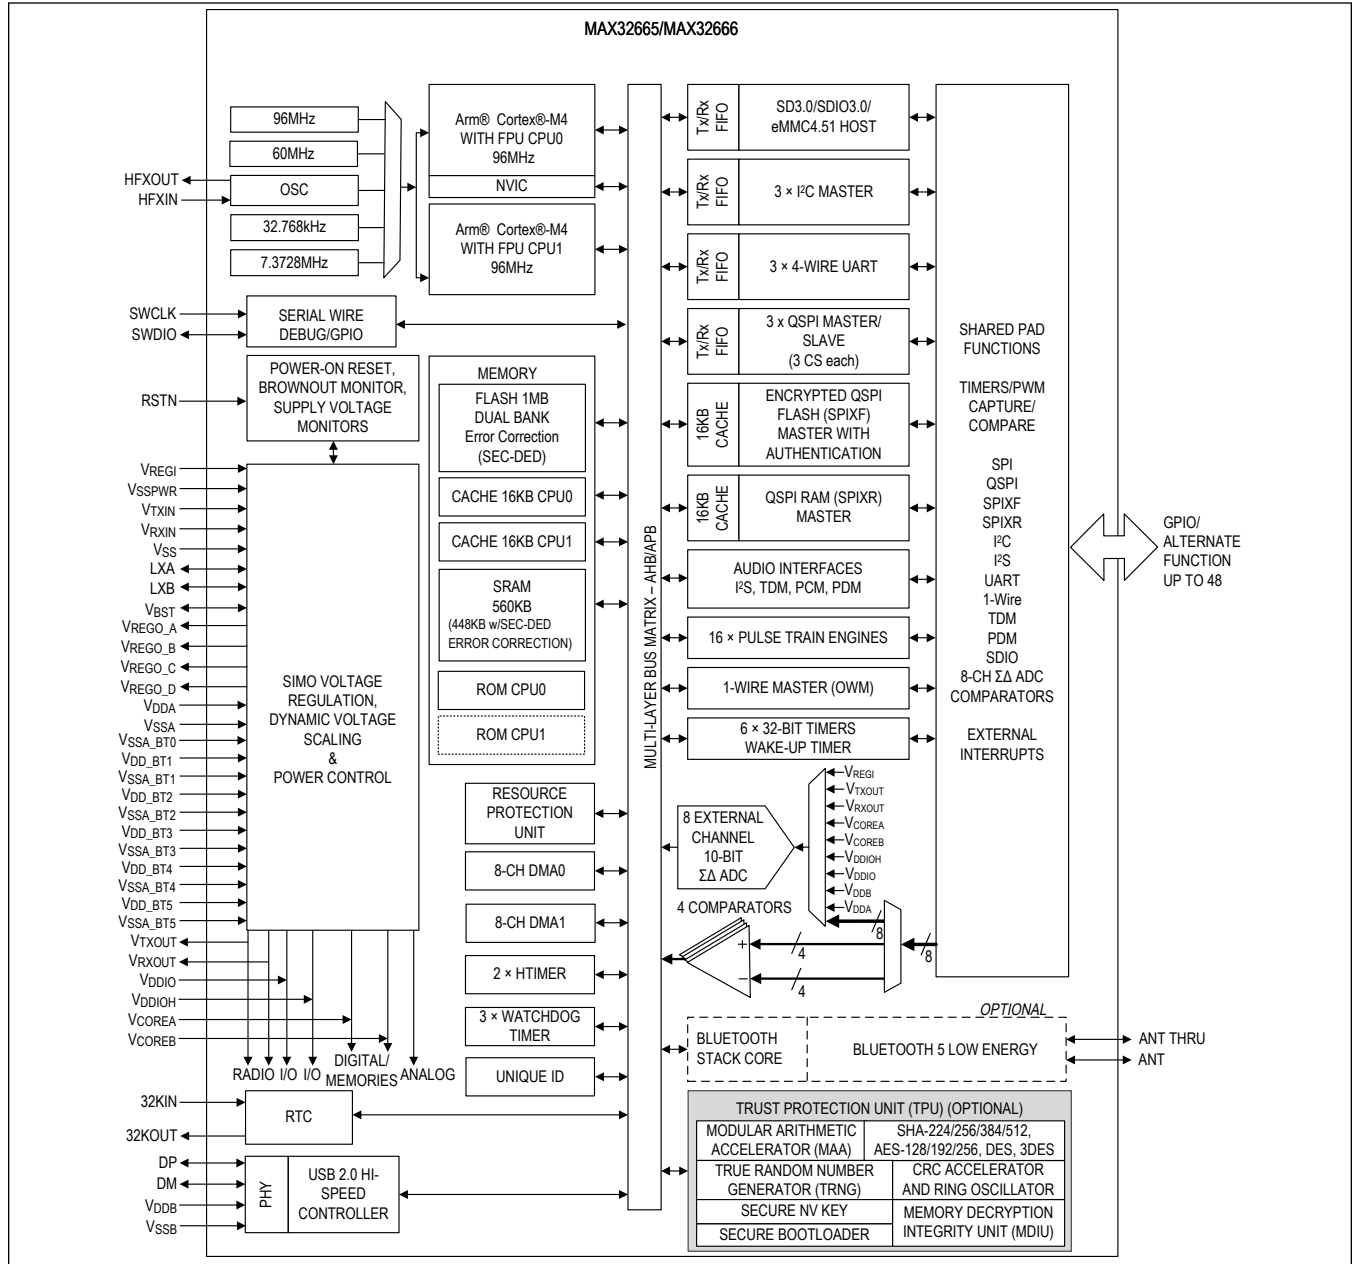 MAX32665/MAX32666
96MHz
60MHz
HFXOUT
HFXIN
OSC
32.768kHz
7.3728MHz
Arm® Cortex®-M4
WITH FPU CPU0
96MHz
NVIC
Arm® Cortex®-M4
WITH FPU CPU1
96MHz
SWCLK
SWDIO
SERIAL WIRE
DEBUG/GPIO
RSTN
POWER-ON RESET,
BROWNOUT MONITOR,
SUPPLY VOLTAGE
MONITORS
VREGI
VSSPWR
VTXIN
VRXIN
VSS
LXA
LXB
VBST
VREGO_A
VREGO_B
VREGO_C
VREGO_D
VDDA
VSSA
VSSA_BT0
VDD_BT1
VSSA_BT1
VDD_BT2
VSSA_BT2
VDD_BT3
VSSA_BT3
VDD_BT4
VSSA_BT4
VDD_BT5
VSSA_BT5
VTXOUT
VRXOUT
VDDIO
VDDIOH
VCOREA
VCOREB
SIMO VOLTAGE
REGULATION,
DYNAMIC VOLTAGE
SCALING
&
POWER CONTROL
RADIO
I/O
I/O
DIGITAL/
MEMORIES
ANALOG
32KIN
32KOUT
RTC
DP
DM
VDDB
VSSB
PHY
USB 2.0 HI-
SPEED
CONTROLLER
MEMORY
FLASH 1MB
DUAL BANK
Error Correction
(SEC-DED)
CACHE 16KB CPU0
CACHE 16KB CPU1
SRAM
560KB
(448KB w/SEC-DED
ERROR CORRECTION)
ROM CPU0
ROM CPU1
RESOURCE
PROTECTION
UNIT
8-CH DMA0
8-CH DMA1
2 × HTIMER
3 × WATCHDOG
TIMER
UNIQUE ID
MULTI-LAYER BUS MATRIX – AHB/APB
Tx/Rx
FIFO
SD3.0/SDIO3.0/
eMMC4.51 HOST
Tx/Rx
FIFO
3 × I²C MASTER
Tx/Rx
FIFO
3 × 4-WIRE UART
Tx/Rx
FIFO
3 x QSPI MASTER/
SLAVE
(3 CS each)
16KB
CACHE
ENCRYPTED QSPI
FLASH (SPIXF)
MASTER WITH
AUTHENTICATION
16KB
CACHE
QSPI RAM (SPIXR)
MASTER
AUDIO INTERFACES
I²S, TDM, PCM, PDM
16 × PULSE TRAIN ENGINES
1-WIRE MASTER (OWM)
6 × 32-BIT TIMERS
WAKE-UP TIMER
8 EXTERNAL
CHANNEL
10-BIT
ΣΔ ADC
VREGI
VTXOUT
VRXOUT
VCOREA
VCOREB
VDDIOH
VDDIO
VDDB
VDDA
8
4 COMPARATORS
+
4
−
4
8
SHARED PAD
FUNCTIONS
TIMERS/PWM
CAPTURE/
COMPARE
SPI
QSPI
SPIXF
SPIXR
I²C
I²S
UART
1-Wire
TDM
PDM
SDIO
8-CH ΣΔ ADC
COMPARATORS
EXTERNAL
INTERRUPTS
GPIO/
ALTERNATE
FUNCTION
UP TO 48
OPTIONAL
BLUETOOTH
STACK CORE
BLUETOOTH 5 LOW ENERGY
ANT THRU
ANT
TRUST PROTECTION UNIT (TPU) (OPTIONAL)
MODULAR ARITHMETIC
ACCELERATOR (MAA)
SHA-224/256/384/512,
AES-128/192/256, DES, 3DES
TRUE RANDOM NUMBER
GENERATOR (TRNG)
CRC ACCELERATOR
AND RING OSCILLATOR
SECURE NV KEY
SECURE BOOTLOADER
MEMORY DECRYPTION
INTEGRITY UNIT (MDIU)